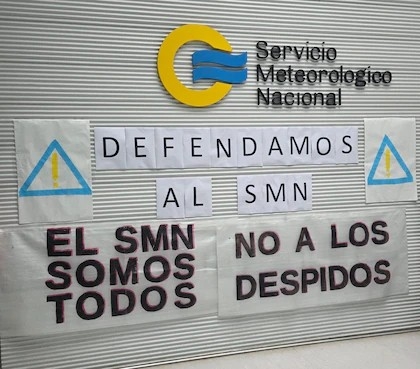 Servicio
Meteorologico
Nacional
DEFENDAMOS
AL SMN
EL SMN
SOMOS
TODOS
NO A LOS
DESPIDOS